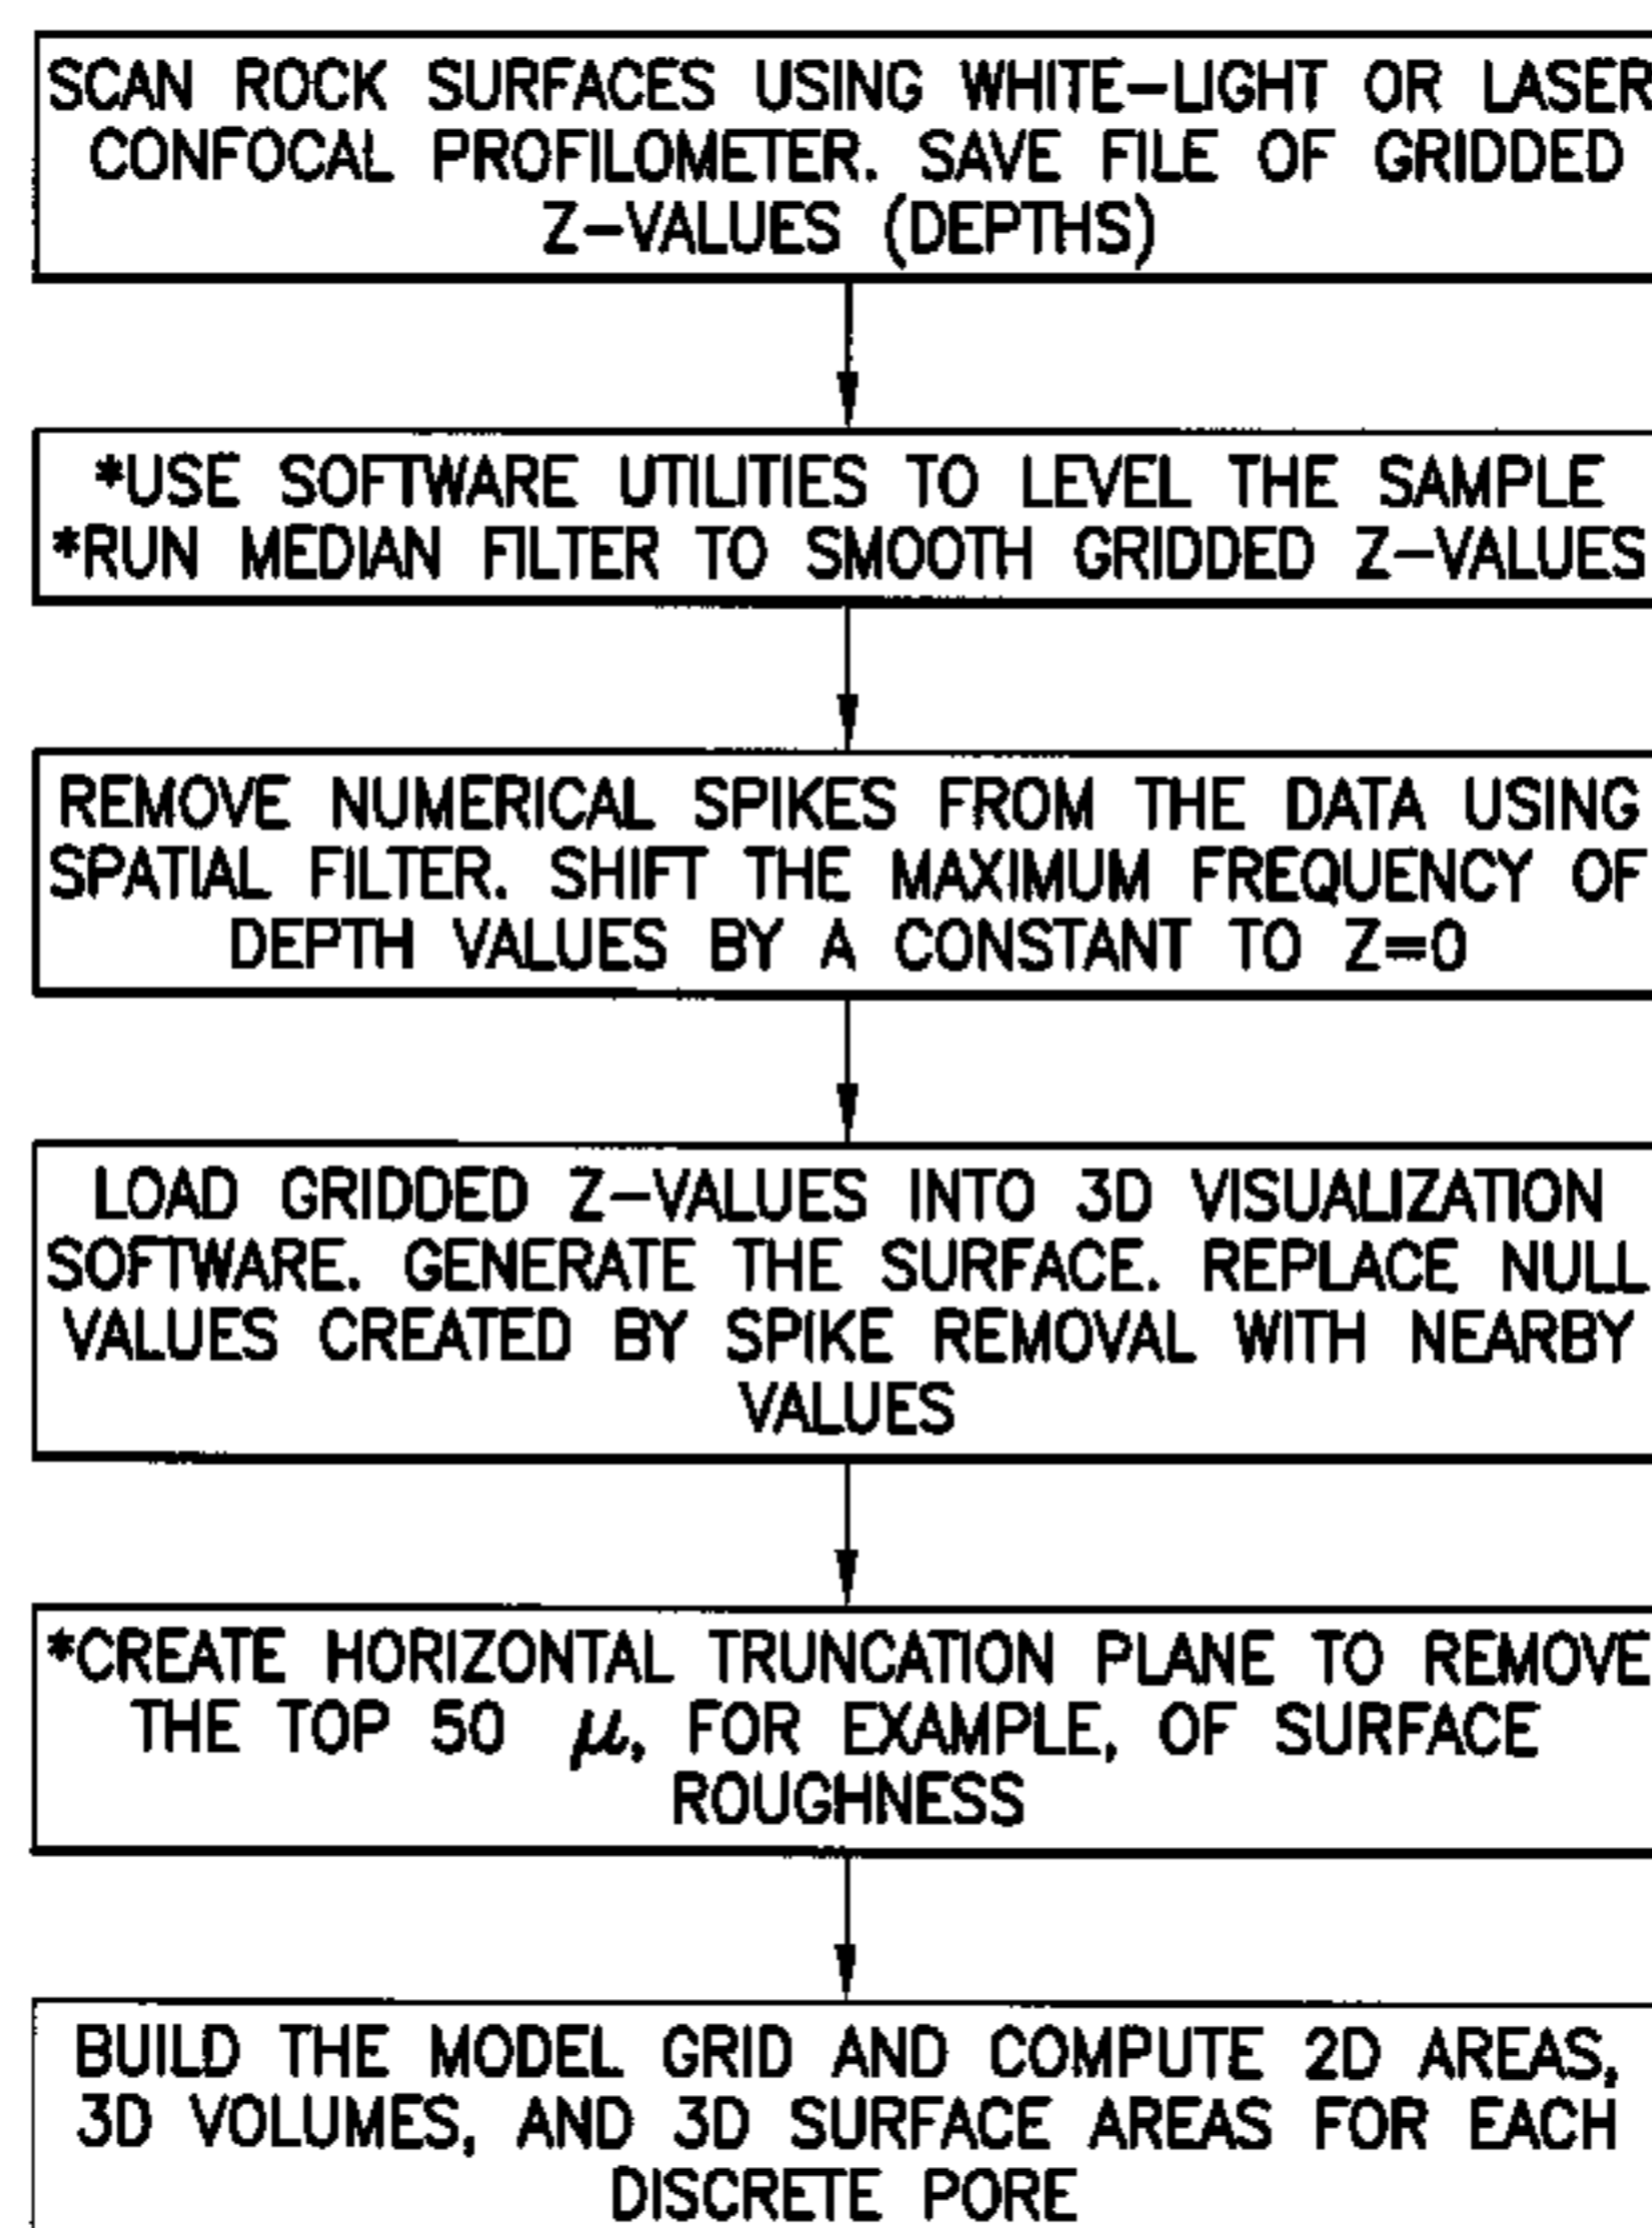 SCAN ROCK SURFACES USING WHITE-LIGHT OR LASER
CONFOCAL PROFILOMETER. SAVE FILE OF GRIDDED
Z-VALUES (DEPTHS)
*USE SOFTWARE UTILITIES TO LEVEL THE SAMPLE
*RUN MEDIAN FILTER TO SMOOTH GRIDDED Z-VALUES
REMOVE NUMERICAL SPIKES FROM THE DATA USING
SPATIAL FILTER. SHIFT THE MAXIMUM FREQUENCY OF
DEPTH VALUES BY A CONSTANT TO Z=0
LOAD GRIDDED Z-VALUES INTO 3D VISUALIZATION
SOFTWARE. GENERATE THE SURFACE. REPLACE NULL
VALUES CREATED BY SPIKE REMOVAL WITH NEARBY
VALUES
*CREATE HORIZONTAL TRUNCATION PLANE TO REMOVE
THE TOP 50 μ, FOR EXAMPLE, OF SURFACE
ROUGHNESS
BUILD THE MODEL GRID AND COMPUTE 2D AREAS,
3D VOLUMES, AND 3D SURFACE AREAS FOR EACH
DISCRETE PORE